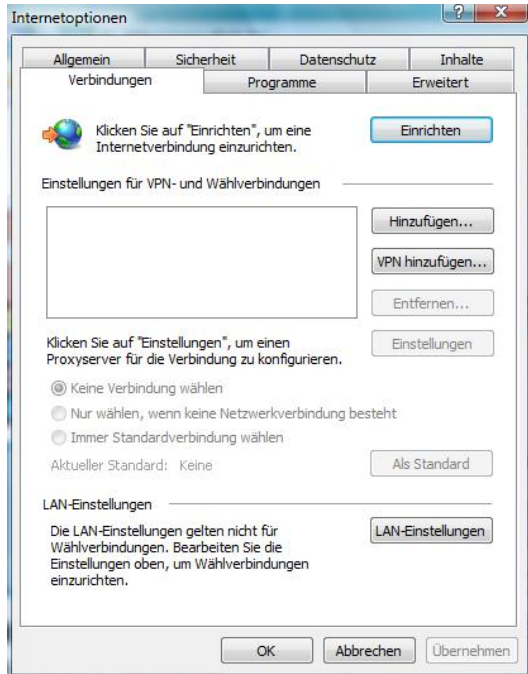 Internetoptionen
Allgemein Sicherheit Datenschutz Inhalte
Verbindungen Programme Erweitert
Klicken Sie auf "Einrichten", um eine
Internetverbindung einzurichten.
Einrichten
Einstellungen für VPN- und Wählverbindungen
Hinzufügen...
VPN hinzufügen...
Entfernen...
Klicken Sie auf "Einstellungen", um einen
Proxyserver für die Verbindung zu konfigurieren.
Einstellungen
Keine Verbindung wählen
Nur wählen, wenn keine Netzwerkverbindung besteht
Immer Standardverbindung wählen
Aktueller Standard: Keine
Als Standard
LAN-Einstellungen
Die LAN-Einstellungen gelten nicht für
Wählverbindungen. Bearbeiten Sie die
Einstellungen oben, um Wählverbindungen
einzurichten.
LAN-Einstellungen
OK Abbrechen Übernehmen